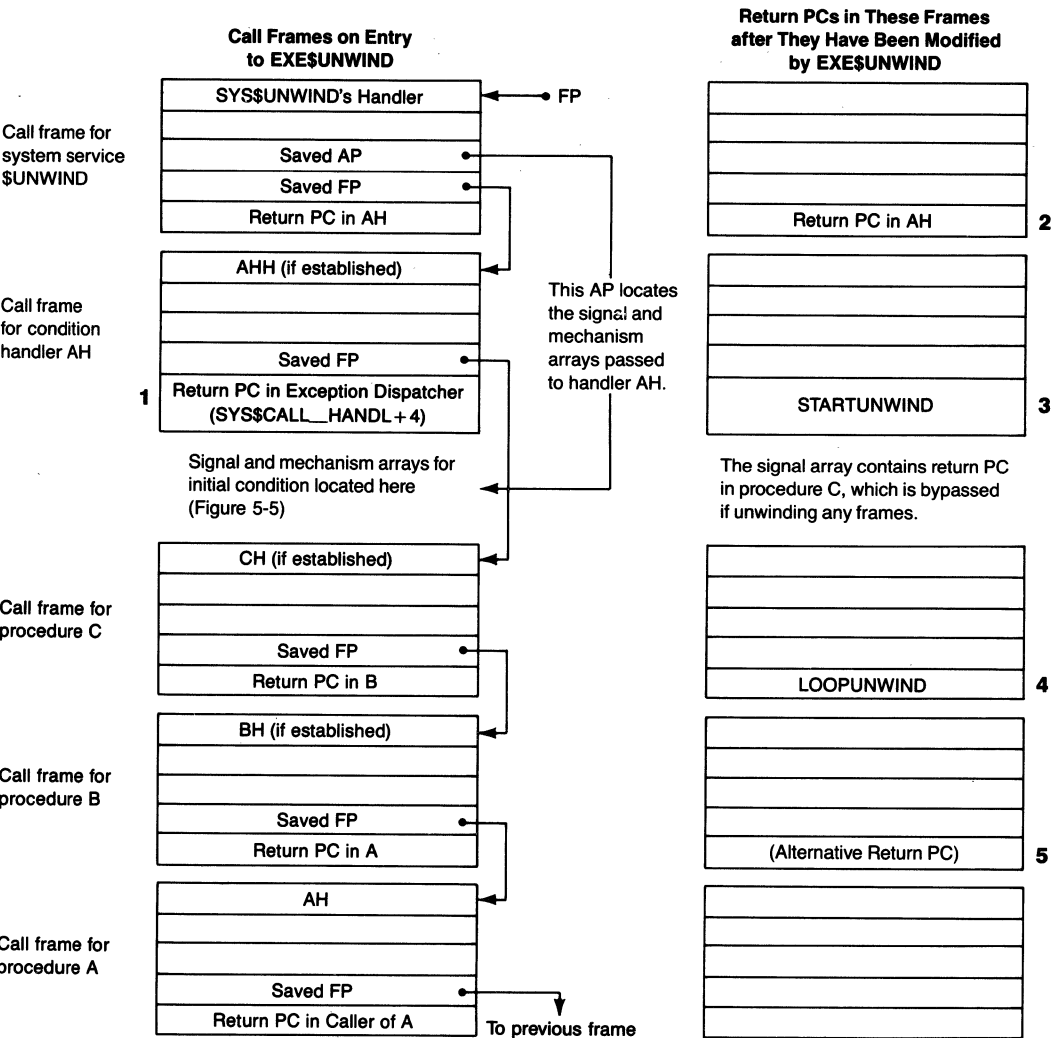 Call Frames on Entry
to EXE$UNWIND
Return PCs in These Frames
after They Have Been Modified
by EXE$UNWIND
Call frame for
system service
$UNWIND
SYS$UNWIND's Handler
FP
Saved AP
Saved FP
Return PC in AH
Return PC in AH
2
Call frame
for condition
handler AH
AHH (if established)
Saved FP
1
Return PC in Exception Dispatcher
(SYS$CALL__HANDL+4)
This AP locates
the signal and
mechanism
arrays passed
to handler AH.
STARTUNWIND
3
Signal and mechanism arrays for
initial condition located here
(Figure 5-5)
The signal array contains return PC
in procedure C, which is bypassed
if unwinding any frames.
Call frame for
procedure C
CH (if established)
Saved FP
Return PC in B
LOOPUNWIND
4
Call frame for
procedure B
BH (if established)
Saved FP
Return PC in A
(Alternative Return PC)
5
Call frame for
procedure A
AH
Saved FP
Return PC in Caller of A
To previous frame